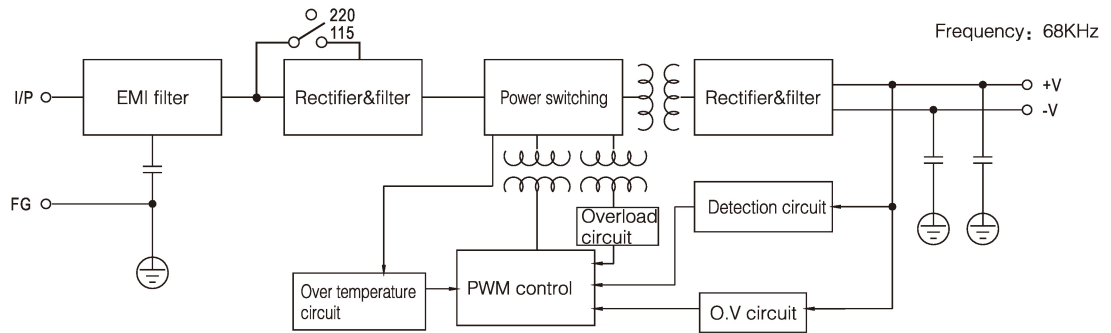 220
115
Frequency: 68KHz
I/P
EMI filter
Rectifier&filter
Power switching
Rectifier&filter
+V
-V
FG
Overload
circuit
Detection circuit
Over temperature
circuit
PWM control
O.V circuit